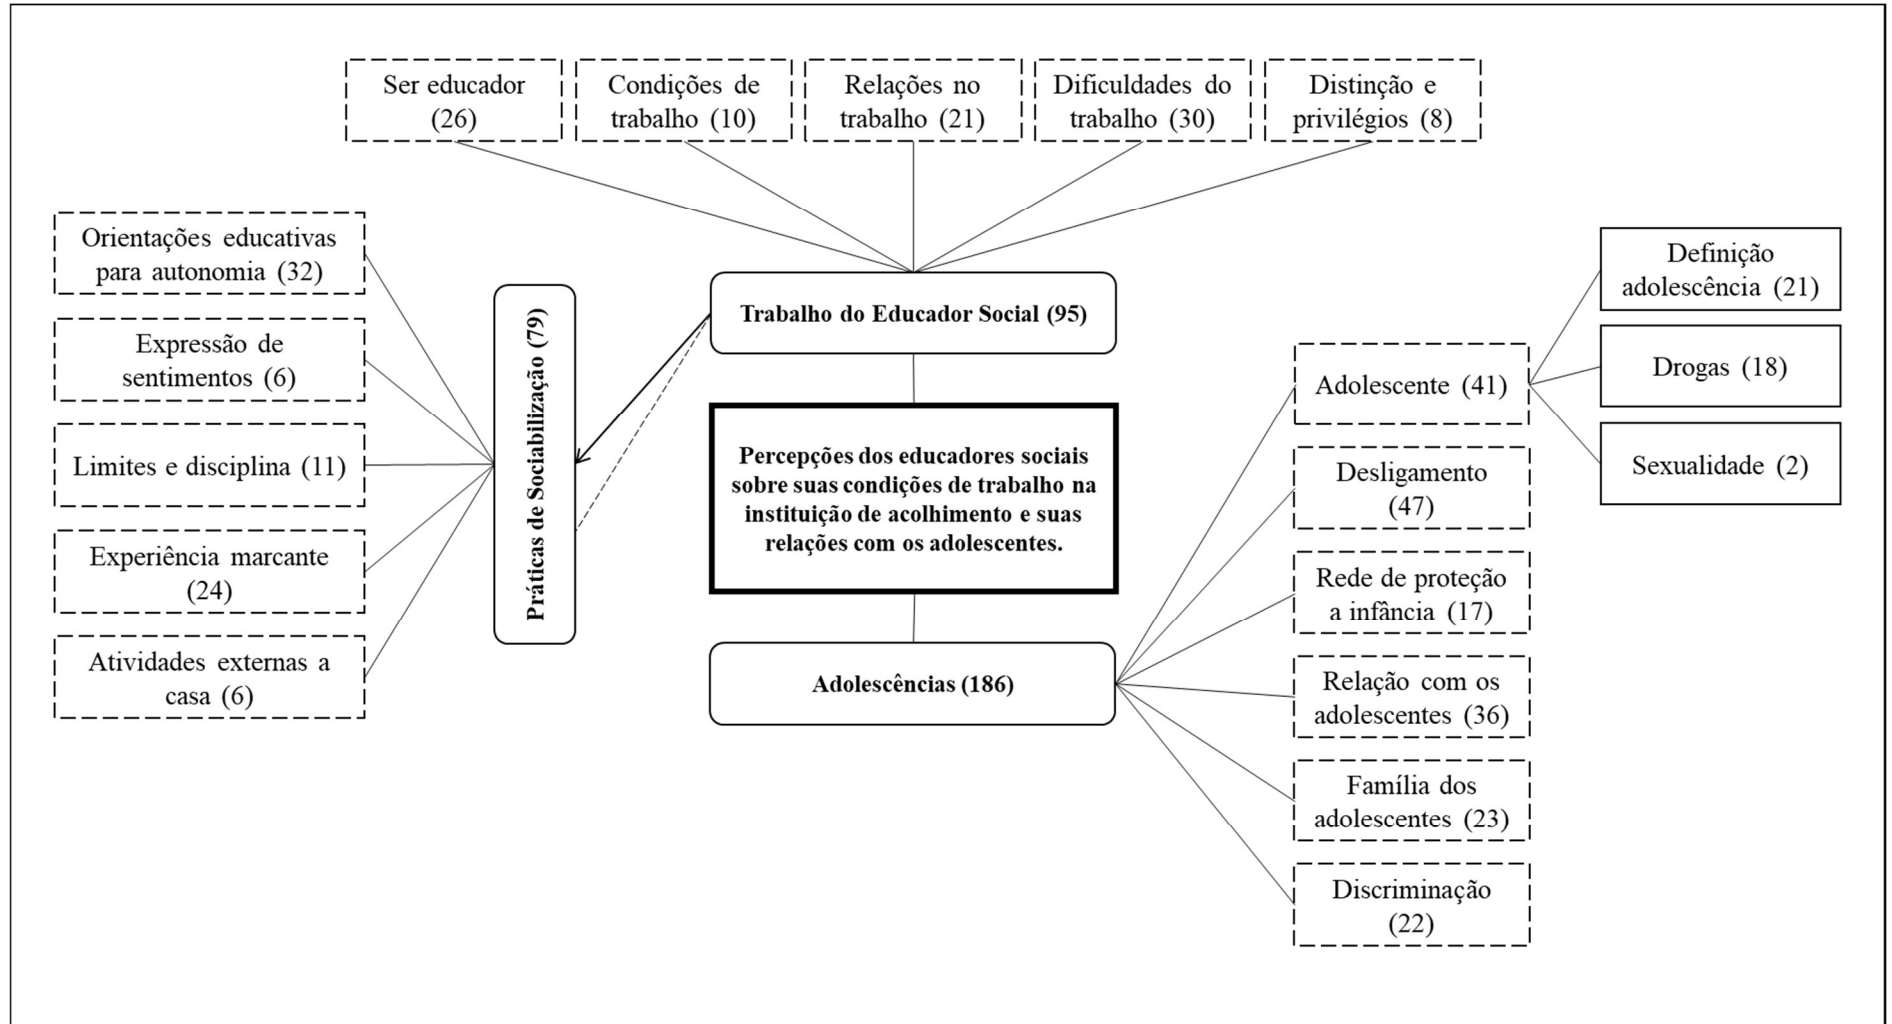 Ser educador
(26)
Condições de
trabalho (10)
Relações no
trabalho (21)
Dificuldades do
trabalho (30)
Distinção e
privilégios (8)
Orientações educativas
para autonomia (32)
Expressão de
sentimentos (6)
Limites e disciplina (11)
Experiência marcante
(24)
Atividades externas a
casa (6)
Práticas de Sociabilização (79)
Trabalho do Educador Social (95)
Percepções dos educadores sociais
sobre suas condições de trabalho na
instituição de acolhimento e suas
relações com os adolescentes.
Adolescências (186)
Adolescente (41)
Desligamento
(47)
Rede de proteção
a infância (17)
Relação com os
adolescentes (36)
Família dos
adolescentes (23)
Discriminação
(22)
Definição
adolescência (21)
Drogas (18)
Sexualidade (2)